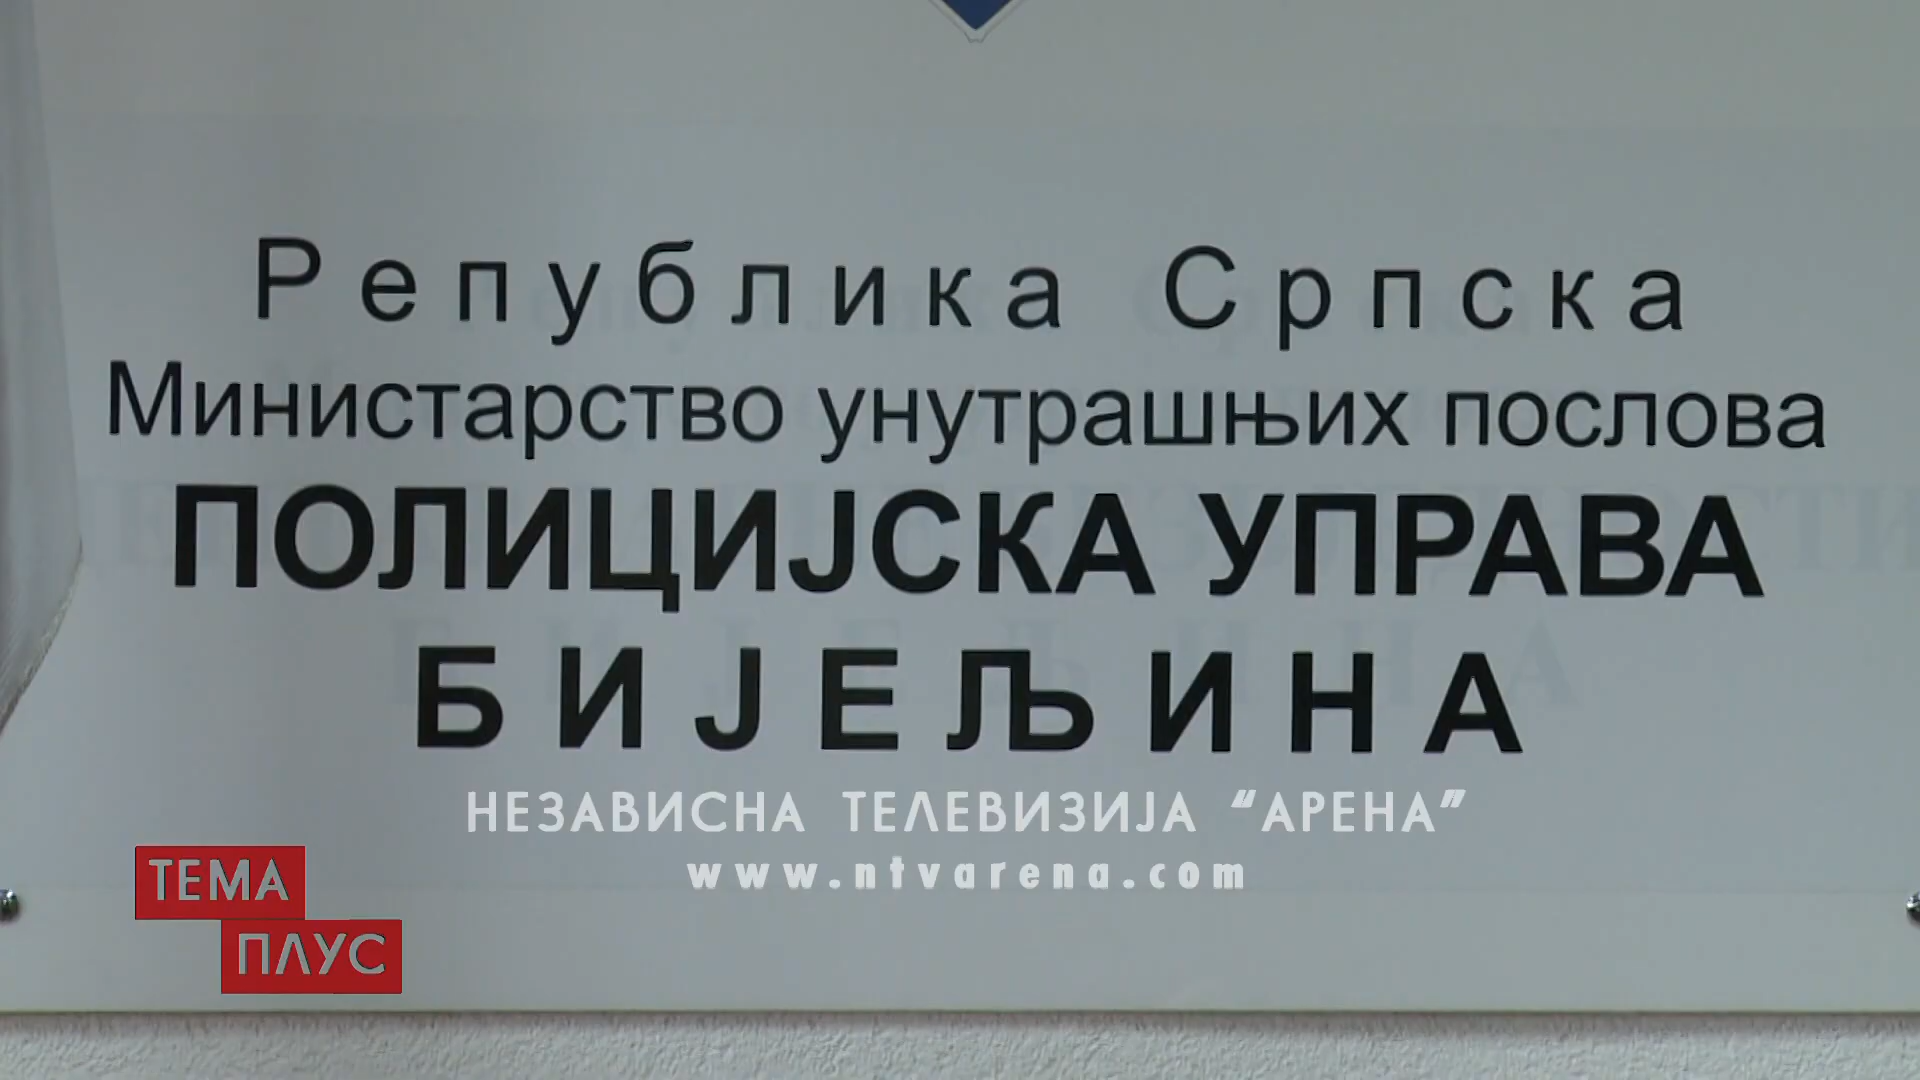 Република Српска
Министарство унутрашњих послова
ПОЛИЦИЈСКА УПРАВА
БИЈЕЉИНА
НЕЗАВИСНА ТЕЛЕВИЗИЈА “АРЕНА”
www.ntvarena.com
ТЕМА
ПЛУС